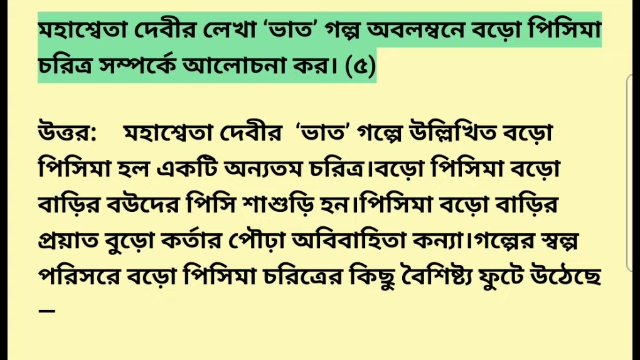 মহাশ্বেতা দেবীর লেখা ‘ভাত’ গল্প অবলম্বনে বড়ো পিসিমা
চরিত্র সম্পর্কে আলোচনা কর। (৫)
উত্তর: মহাশ্বেতা দেবীর ‘ভাত’ গল্পে উল্লিখিত বড়ো
পিসিমা হল একটি অন্যতম চরিত্র।বড়ো পিসিমা বড়ো
বাড়ির বউদের পিসি শাশুড়ি হন।পিসিমা বড়ো বাড়ির
প্রয়াত বুড়ো কর্তার পৌঢ়া অবিবাহিতা কন্যা।গল্পের স্বল্প
পরিসরে বড়ো পিসিমা চরিত্রের কিছু বৈশিষ্ট্য ফুটে উঠেছে
—